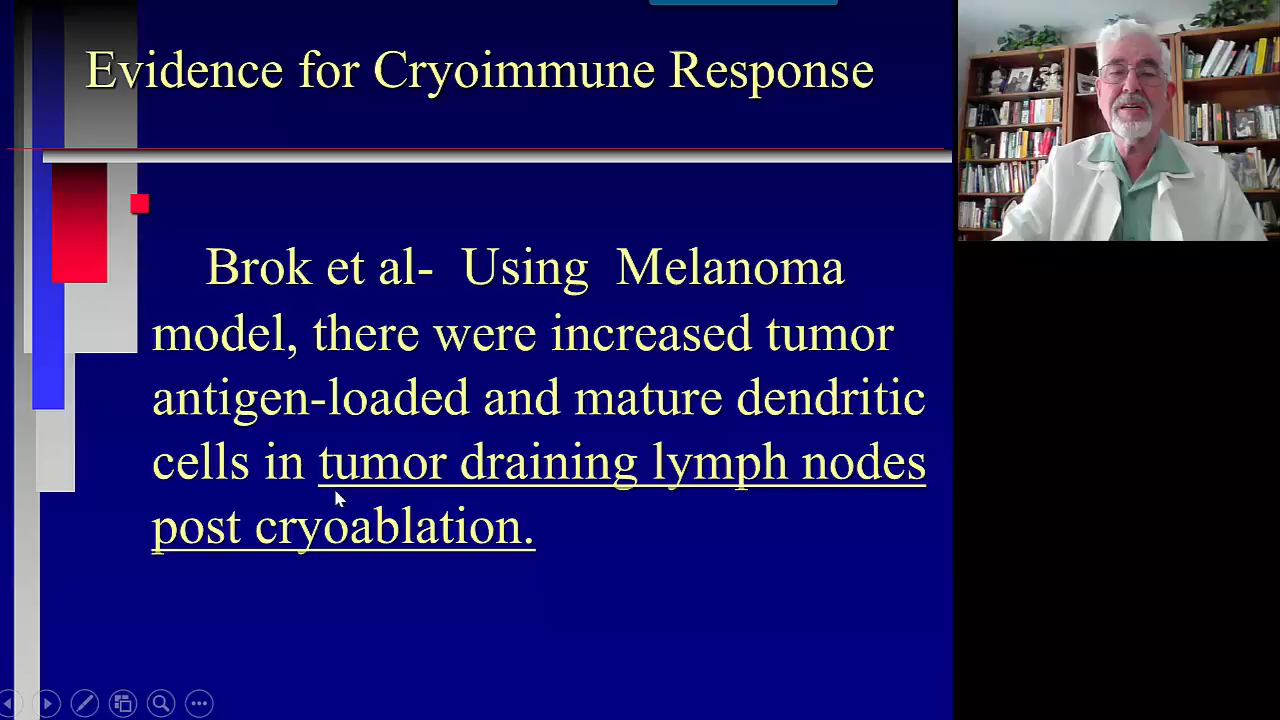 Evidence for Cryoimmune Response
Brok et al- Using Melanoma
model, there were increased tumor
antigen-loaded and mature dendritic
cells in tumor draining lymph nodes
post cryoablation.